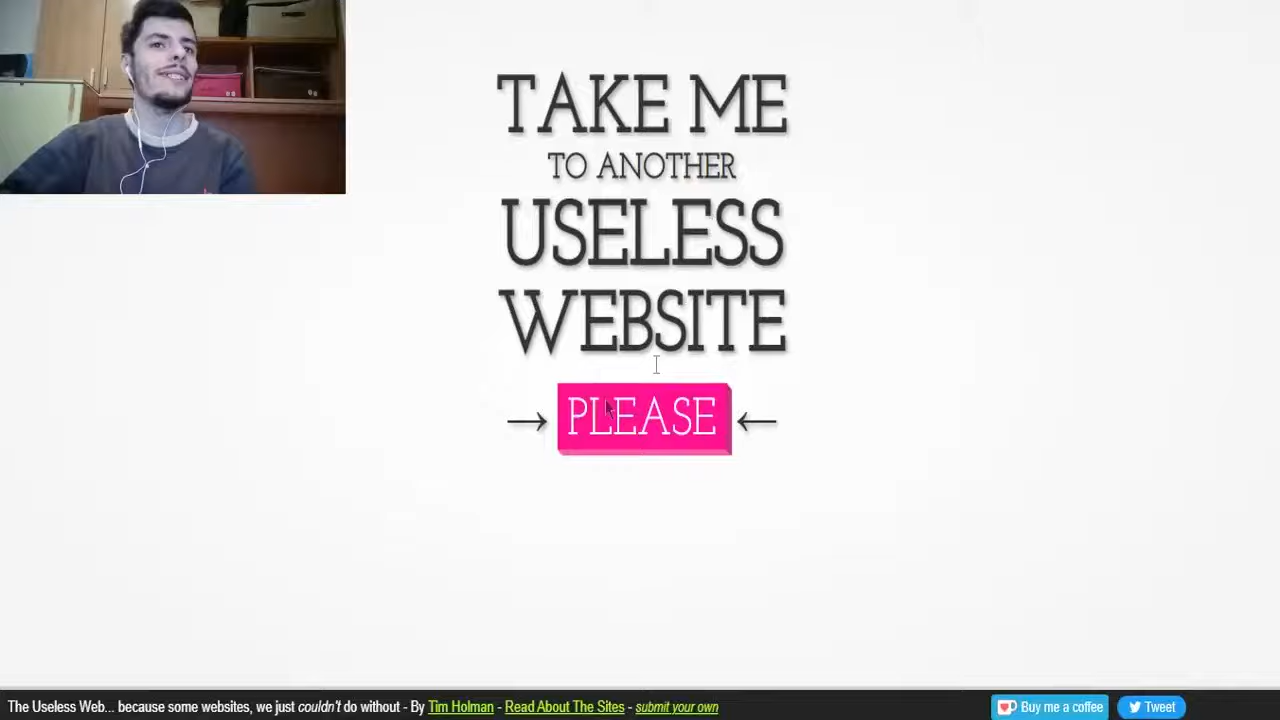 TAKE ME
TO ANOTHER
USELESS
WEBSITE
→ PLEASE ←
The Useless Web... because some websites, we just couldn't do without - By Tim Holman - Read About The Sites - submit your own
Buy me a coffee
Tweet